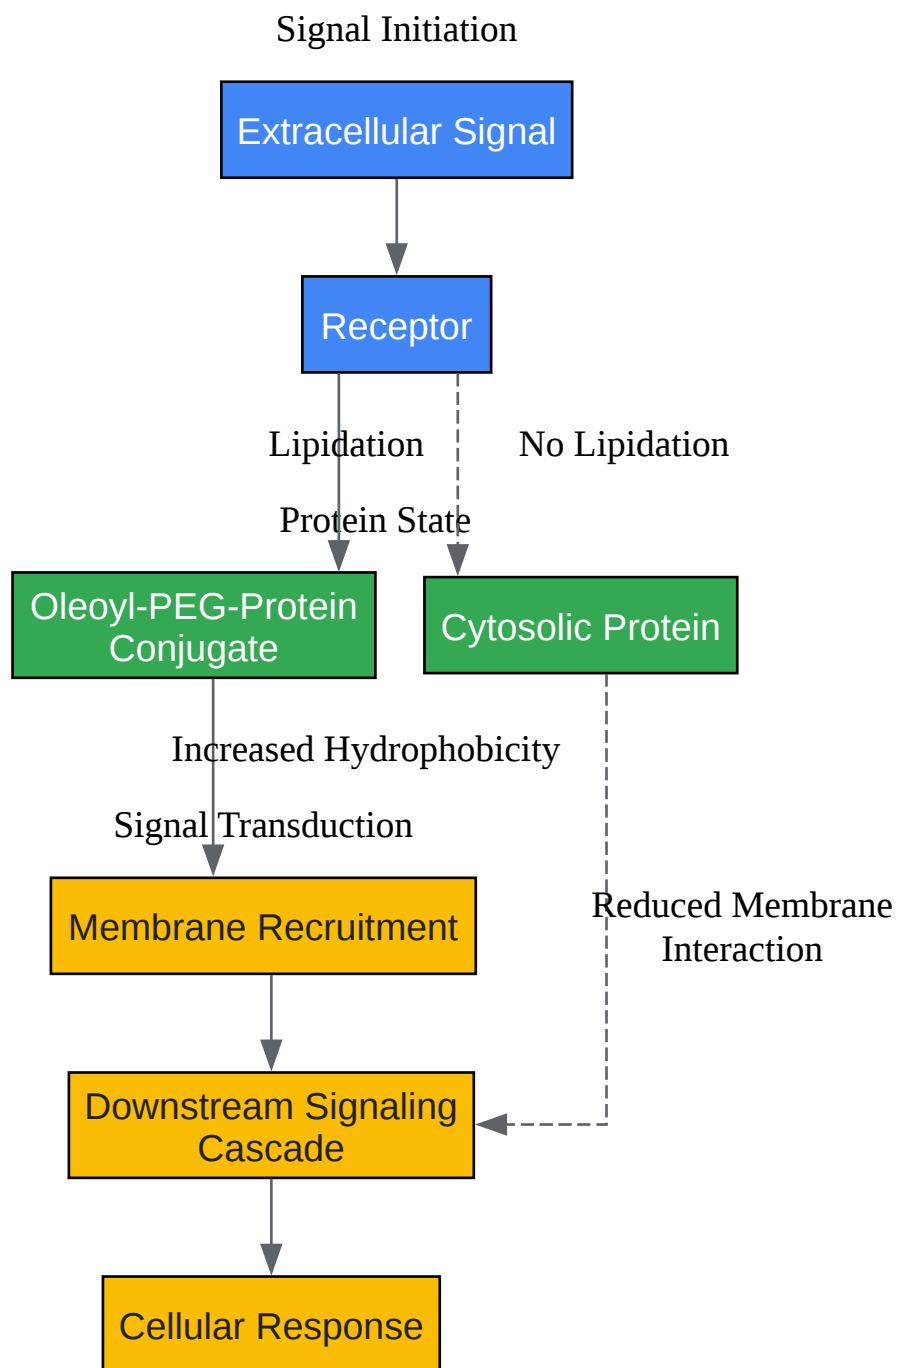 Signal Initiation
Extracellular Signal
Receptor
Lipidation
No Lipidation
Protein State
Oleoyl-PEG-Protein
Conjugate
Cytosolic Protein
Increased Hydrophobicity
Signal Transduction
Membrane Recruitment
Reduced Membrane
Interaction
Downstream Signaling
Cascade
Cellular Response